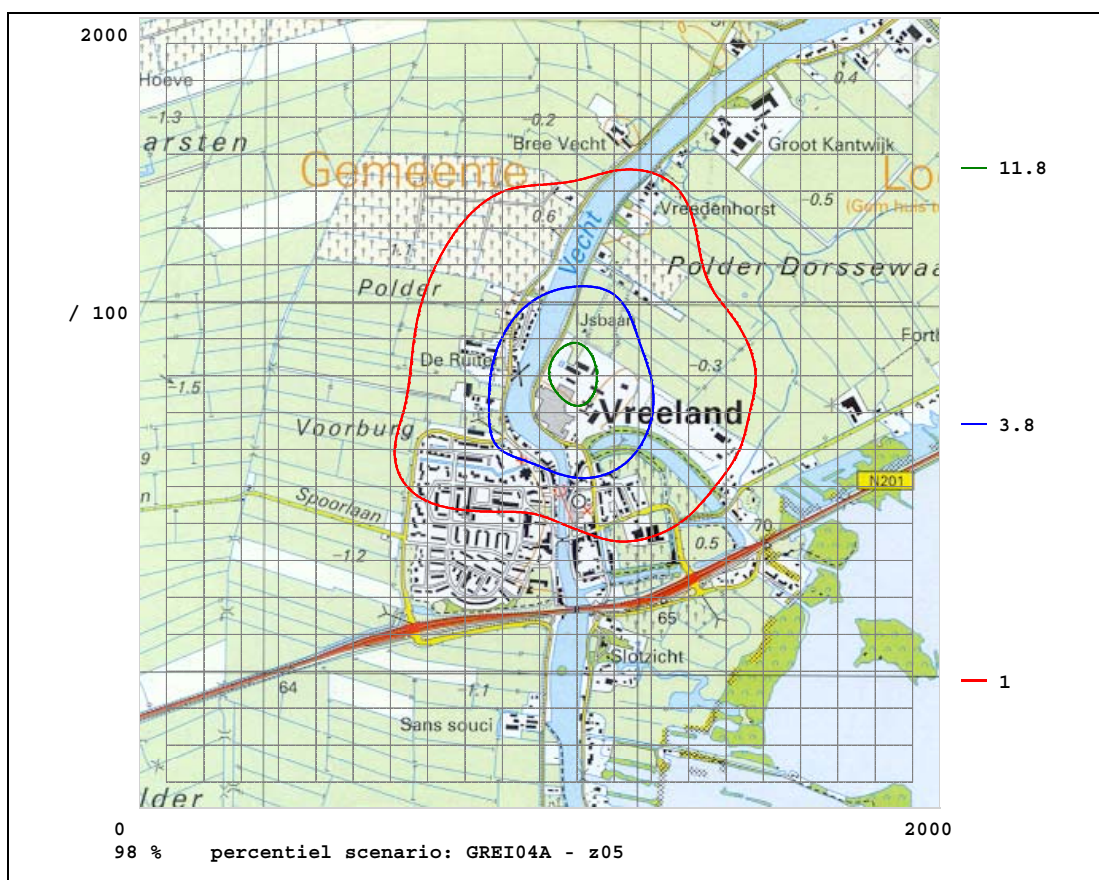 2000
Hoeve
0.4
-1.3
-0.2
arsten
Bree Vecht
Groot Kantwijk
Gemeente
Lo
0.6
Vreedenhorst
-0.5
(Gem huis t
11.8
Vecht
-1.1
Polder Dorssewaa
Polder
/ 100
IJsbaan
Forth
De Ruiter
-0.3
-1.5
Vreeland
Voorburg
3.8
9
N201
n
Spoorlaan
70
0.5
-1.2
65
Slotzicht
64
-1.1
1
Sans souci
lder
0
2000
98 % percentiel scenario: GREI04A - z05